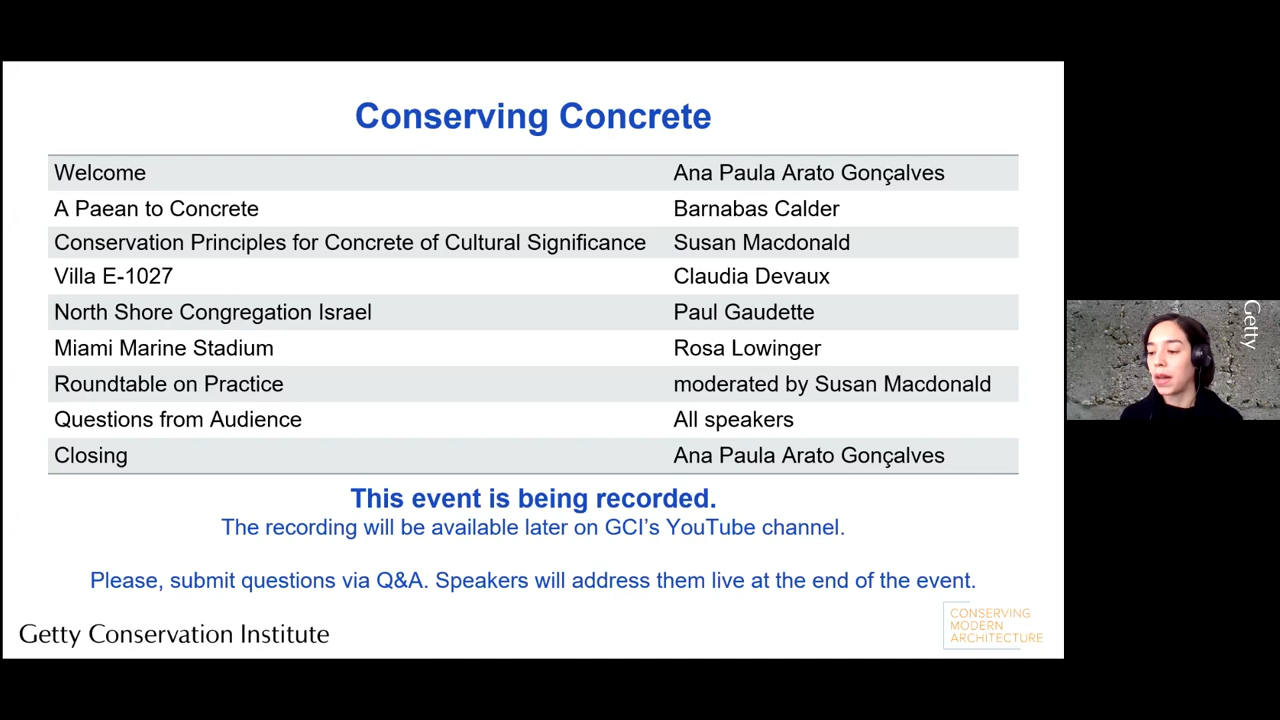 Conserving Concrete
Welcome Ana Paula Arato Gonçalves
A Paean to Concrete Barnabas Calder
Conservation Principles for Concrete of Cultural Significance Susan Macdonald
Villa E-1027 Claudia Devaux
North Shore Congregation Israel Paul Gaudette
Miami Marine Stadium Rosa Lowinger
Roundtable on Practice moderated by Susan Macdonald
Questions from Audience All speakers
Closing Ana Paula Arato Gonçalves
This event is being recorded.
The recording will be available later on GCI's YouTube channel.
Please, submit questions via Q&A. Speakers will address them live at the end of the event.
Getty Conservation Institute
CONSERVING
MODERN
ARCHITECTURE
Getty